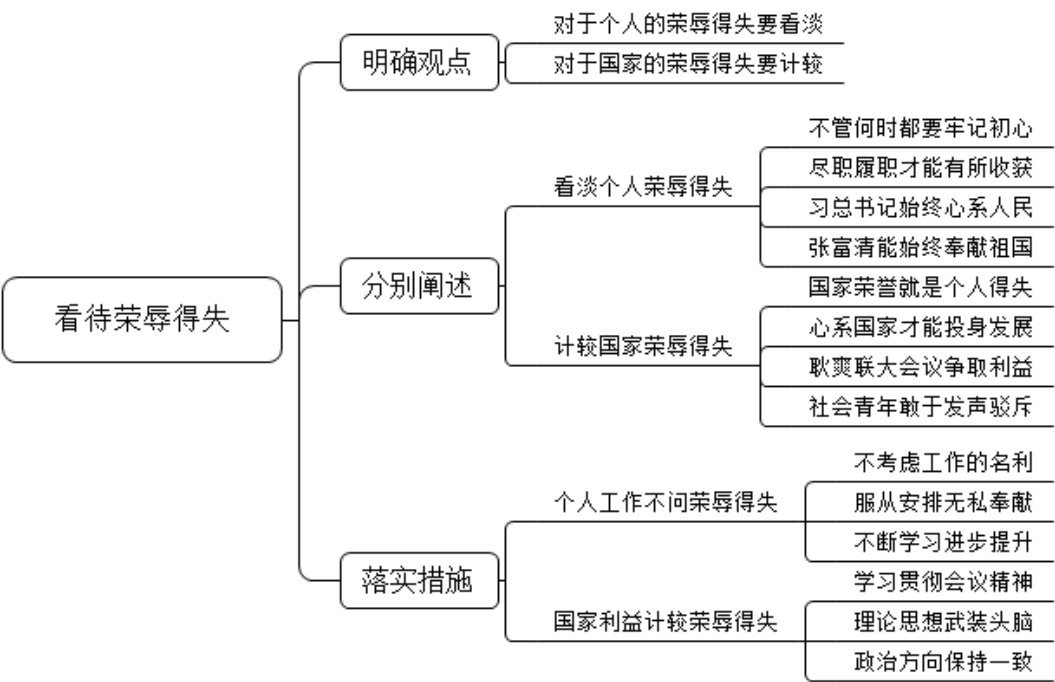 看待荣辱得失
明确观点
对于个人的荣辱得失要看淡
对于国家的荣辱得失要计较
分别阐述
看淡个人荣辱得失
不管何时都要牢记初心
尽职履职才能有所收获
习总书记始终心系人民
张富清能始终奉献祖国
计较国家荣辱得失
国家荣誉就是个人得失
心系国家才能投身发展
耿爽联大会议争取利益
社会青年敢于发声驳斥
落实措施
个人工作不问荣辱得失
不考虑工作的名利
服从安排无私奉献
不断学习进步提升
国家利益计较荣辱得失
学习贯彻会议精神
理论思想武装头脑
政治方向保持一致